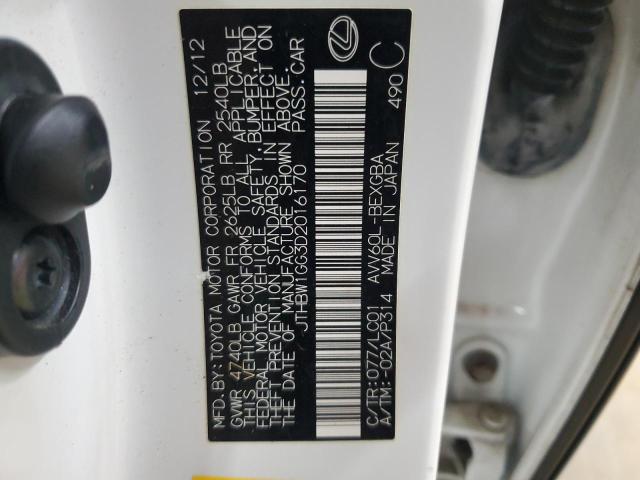 MFD. BY: TOYOTA MOTOR CORPORATION 12/12
GVWR 4740LB GAWR FR 2625LB RR 2540LB
THIS VEHICLE CONFORMS TO ALL APPLICABLE
FEDERAL MOTOR VEHICLE SAFETY, BUMPER, AND
THEFT PREVENTION STANDARDS IN EFFECT ON
THE DATE OF MANUFACTURE SHOWN ABOVE.
JTHBW1GG3D2016170 PASS.CAR
C/TR:077/LC01 AVV60L-BEXGBA 490 C
A/TM:-02A/P314 MADE IN JAPAN